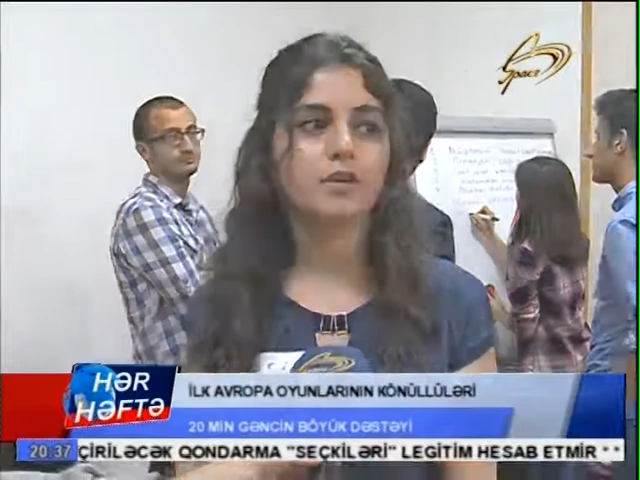 Space
HƏR
HƏFTƏ
İLK AVROPA OYUNLARININ KÖNÜLLÜLƏRİ
20 MİN GƏNCİN BÖYÜK DƏSTƏYİ
20:37 ÇİRİLƏCƏK QONDARMA "SEÇKİLƏRİ" LEGİTİM HESAB ETMİR